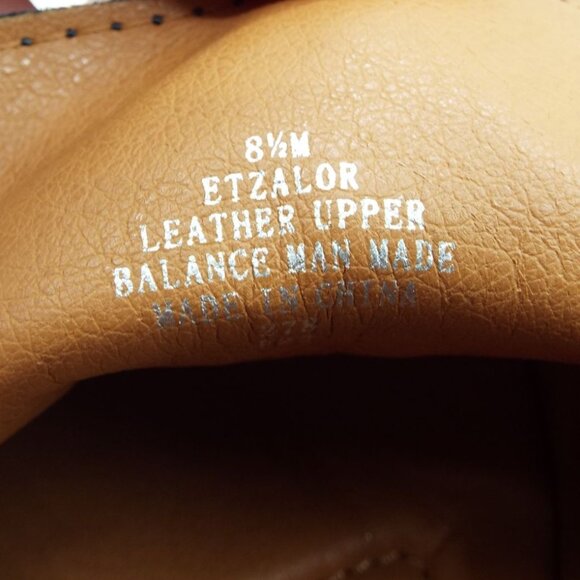 8½M
ETZALOR
LEATHER UPPER
BALANCE MAN MADE
MADE IN CHINA